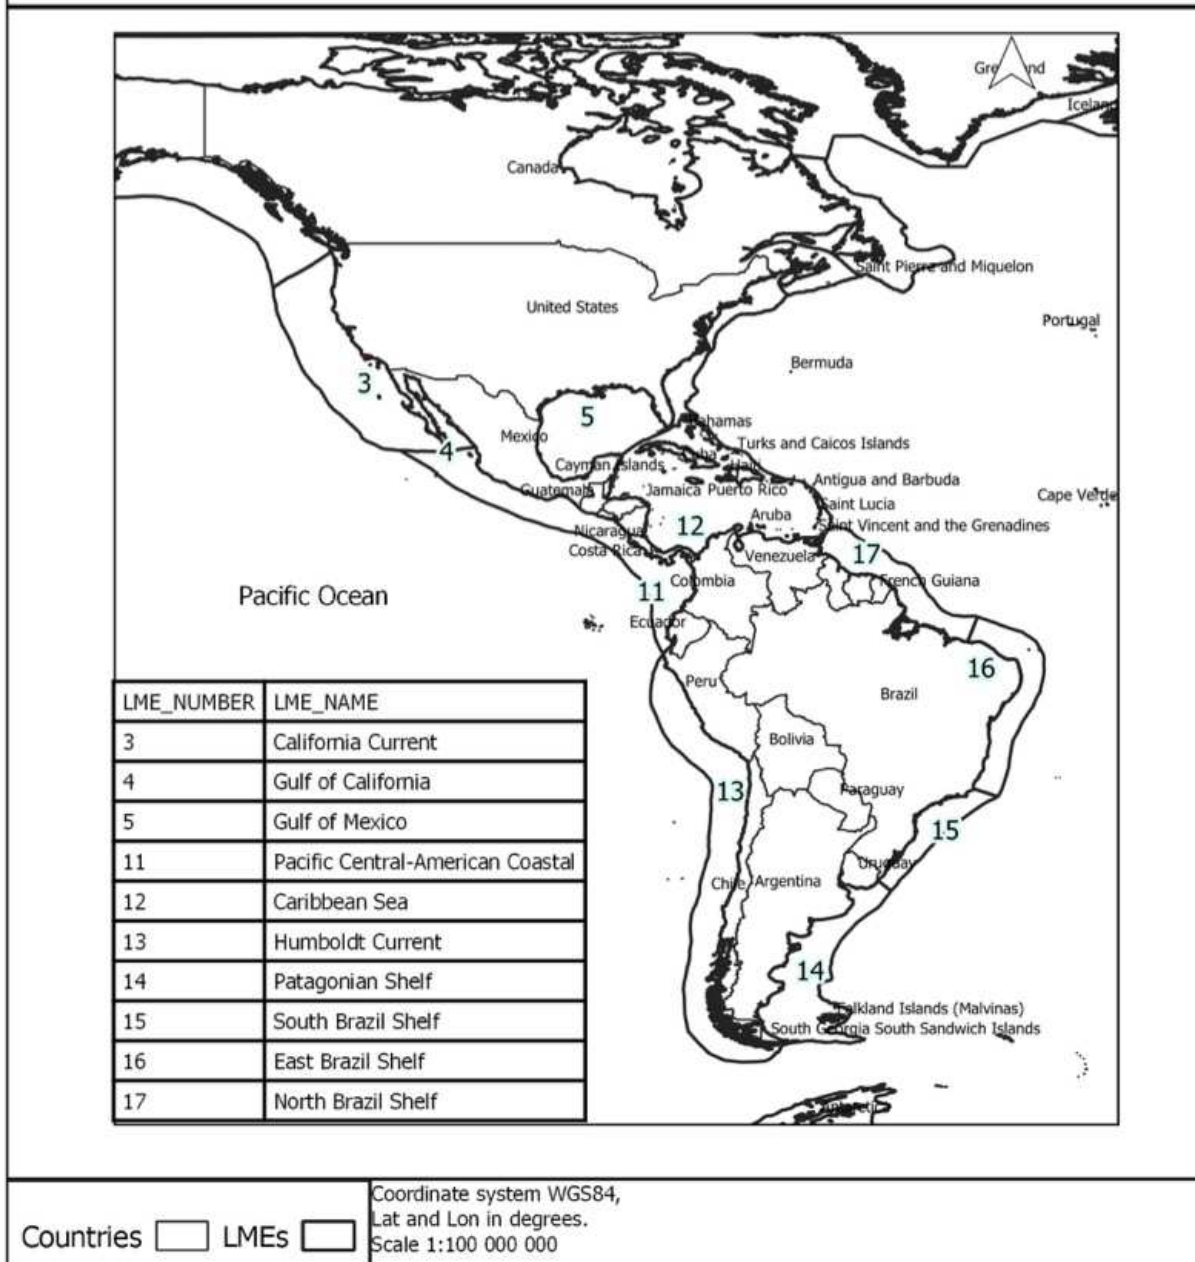 Iceland
Canada
Saint Pierre and Miquelon
United States
Portugal
Bermuda
3
5
Bahamas
Mexico
Turks and Caicos Islands
4
Cayman Islands
Haiti
Guatemala
Jamaica Puerto Rico
Antigua and Barbuda
Cape Verde
Saint Lucia
Aruba
12
Saint Vincent and the Grenadines
Nicaragua
Costa Rica
Venezuela
17
Colombia
French Guiana
11
Pacific Ocean
Ecuador
16
Peru
Brazil
Bolivia
13
Paraguay
15
Uruguay
Chile
Argentina
14
Falkland Islands (Malvinas)
South Georgia South Sandwich Islands
LME_NUMBER LME_NAME
3 California Current
4 Gulf of California
5 Gulf of Mexico
11 Pacific Central-American Coastal
12 Caribbean Sea
13 Humboldt Current
14 Patagonian Shelf
15 South Brazil Shelf
16 East Brazil Shelf
17 North Brazil Shelf
Countries
LMEs
Coordinate system WGS84,
Lat and Lon in degrees.
Scale 1:100 000 000